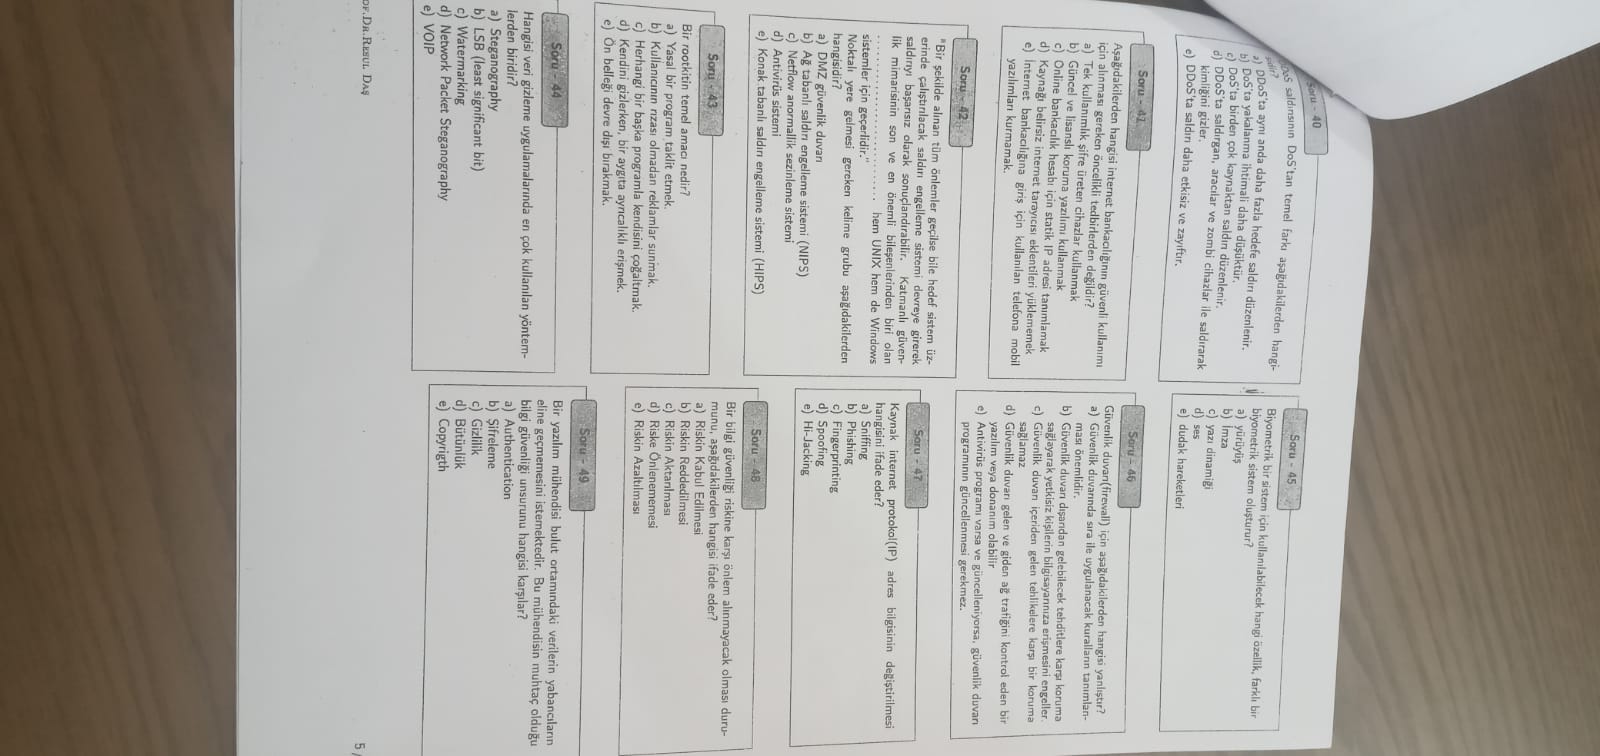 Soru - 40
DDoS saldırısının DoS'tan temel farkı aşağıdakilerden hangi-
sidir?
a) DDoS'ta aynı anda daha fazla hedefe saldırı düzenlenir.
b) DoS'ta yakalanma ihtimali daha düşüktür.
c) DoS'ta birden çok kaynaktan saldırı düzenlenir.
d) DDoS'ta saldırgan, aracılar ve zombi cihazlar ile saldırarak
kimliğini gizler.
e) DDoS'ta saldırı daha etkisiz ve zayıftır.
Soru - 41
Aşağıdakilerden hangisi internet bankacılığının güvenli kullanımı
için alınması gereken öncelikli tedbirlerden değildir?
a) Tek kullanımlık şifre üreten cihazlar kullanmak
b) Güncel ve lisanslı koruma yazılımı kullanmak
c) Online bankacılık hesabı için statik IP adresi tanımlamak
d) Kaynağı belirsiz internet tarayıcısı eklentileri yüklememek
e) İnternet bankacılığına giriş için kullanılan telefona mobil
yazılımları kurmamak.
Soru - 42
"Bir şekilde alınan tüm önlemler geçilse bile hedef sistem üz-
erinde çalıştırılacak saldırı engelleme sistemi devreye girerek
saldırıyı başarısız olarak sonuçlandırabilir. Katmanlı güven-
lik mimarisinin son ve en önemli bileşenlerinden biri olan
.............................. hem UNIX hem de Windows
sistemler için geçerlidir."
Noktalı yere gelmesi gereken kelime grubu aşağıdakilerden
hangisidir?
a) DMZ güvenlik duvarı
b) Ağ tabanlı saldırı engelleme sistemi (NIPS)
c) Netflow anormallik sezinleme sistemi
d) Antivirüs sistemi
e) Konak tabanlı saldırı engelleme sistemi (HIPS)
Soru - 43
Bir rootkitin temel amacı nedir?
a) Yasal bir program taklit etmek.
b) Kullanıcının rızası olmadan reklamlar sunmak.
c) Herhangi bir başka programla kendisini çoğaltmak.
d) Kendini gizlerken, bir aygıta ayrıcalıklı erişmek.
e) Ön belleği devre dışı bırakmak.
Soru - 44
Hangisi veri gizleme uygulamalarında en çok kullanılan yöntem-
lerden biridir?
a) Steganography
b) LSB (least significant bit)
c) Watermarking
d) Network Packet Steganography
e) VOIP
Soru - 45
Biyometrik bir sistem için kullanılabilecek hangi özellik, farklı bir
biyometrik sistem oluşturur?
a) yürüyüş
b) İmza
c) yazı dinamiği
d) ses
e) dudak hareketleri
Soru - 46
Güvenlik duvarı(firewall) için aşağıdakilerden hangisi yanlıştır?
a) Güvenlik duvarında sıra ile uygulanacak kuralların tanımlan-
ması önemlidir.
b) Güvenlik duvarı dışarıdan gelebilecek tehditlere karşı koruma
sağlayarak yetkisiz kişilerin bilgisayarınıza erişmesini engeller.
c) Güvenlik duvarı içeriden gelen tehlikelere karşı bir koruma
sağlamaz
d) Güvenlik duvarı gelen ve giden ağ trafiğini kontrol eden bir
yazılım veya donanım olabilir
e) Antivirüs programı varsa ve güncelleniyorsa, güvenlik duvarı
programının güncellenmesi gerekmez.
Soru - 47
Kaynak internet protokol(IP) adres bilgisinin değiştirilmesi
hangisini ifade eder?
a) Sniffing
b) Phishing
c) Fingerprinting
d) Spoofing
e) Hi-Jacking
Soru - 48
Bir bilgi güvenliği riskine karşı önlem alınmayacak olması duru-
munu, aşağıdakilerden hangisi ifade eder?
a) Riskin Kabul Edilmesi
b) Riskin Reddedilmesi
c) Riskin Aktarılması
d) Riske Önlenememesi
e) Riskin Azaltılması
Soru - 49
Bir yazılım mühendisi bulut ortamındaki verilerin yabancıların
eline geçmemesini istemektedir. Bu mühendisin muhtaç olduğu
bilgi güvenliği unsurunu hangisi karşılar?
a) Authentication
b) Şifreleme
c) Gizlilik
d) Bütünlük
e) Copyrigth
OF.DR.RESUL DAŞ
5/